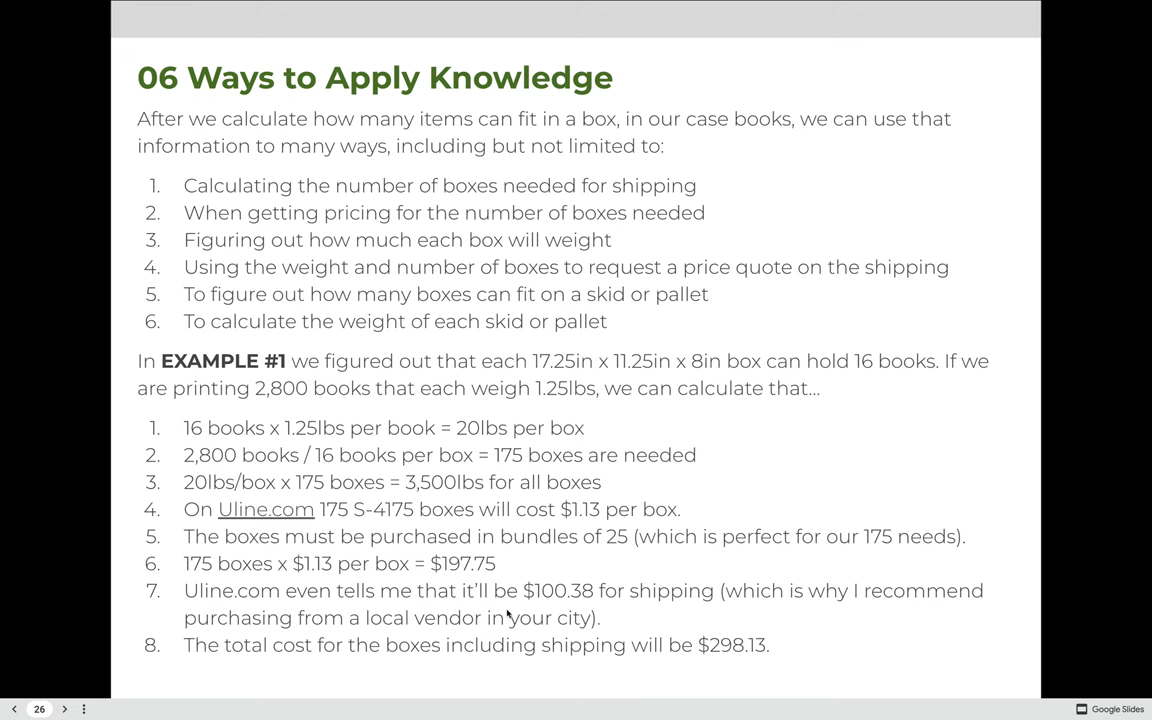 06 Ways to Apply Knowledge
After we calculate how many items can fit in a box, in our case books, we can use that
information to many ways, including but not limited to:
1. Calculating the number of boxes needed for shipping
2. When getting pricing for the number of boxes needed
3. Figuring out how much each box will weight
4. Using the weight and number of boxes to request a price quote on the shipping
5. To figure out how many boxes can fit on a skid or pallet
6. To calculate the weight of each skid or pallet
In EXAMPLE #1 we figured out that each 17.25in x 11.25in x 8in box can hold 16 books. If we
are printing 2,800 books that each weigh 1.25lbs, we can calculate that...
1. 16 books x 1.25lbs per book = 20lbs per box
2. 2,800 books / 16 books per box = 175 boxes are needed
3. 20lbs/box x 175 boxes = 3,500lbs for all boxes
4. On Uline.com 175 S-4175 boxes will cost $1.13 per box.
5. The boxes must be purchased in bundles of 25 (which is perfect for our 175 needs).
6. 175 boxes x $1.13 per box = $197.75
7. Uline.com even tells me that it'll be $100.38 for shipping (which is why I recommend
purchasing from a local vendor in your city).
8. The total cost for the boxes including shipping will be $298.13.
26
Google Slides